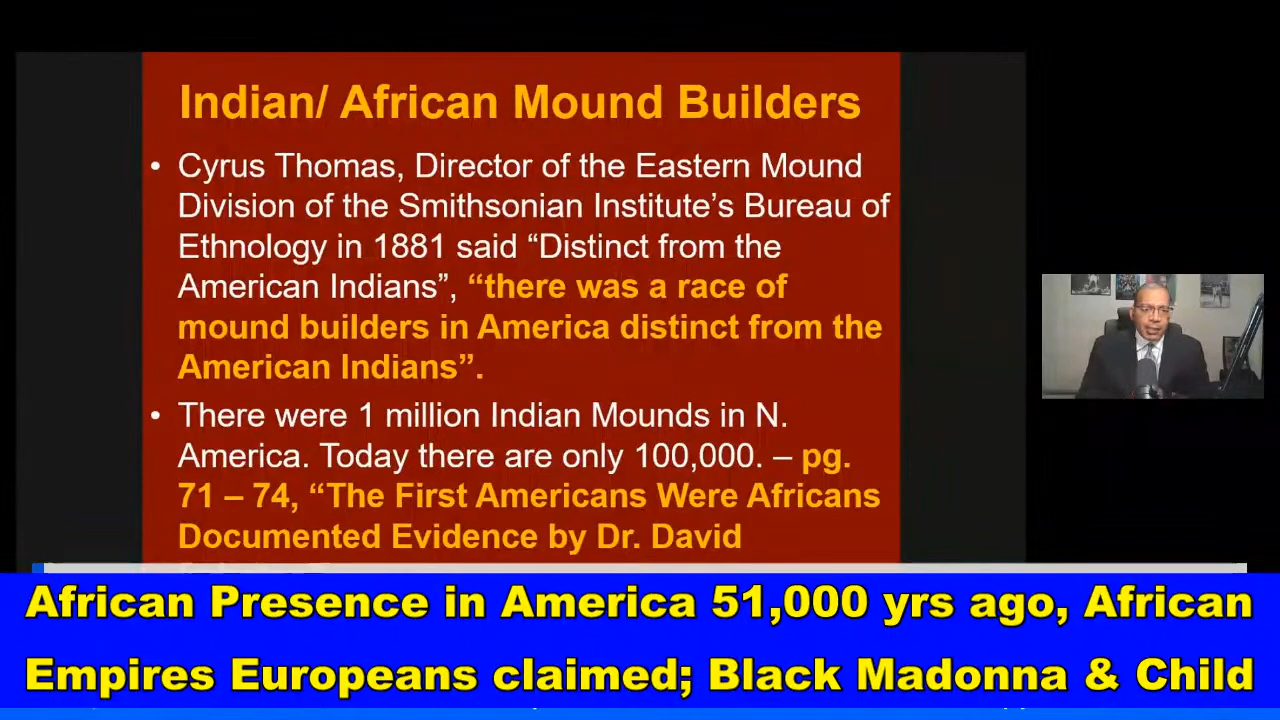 Indian/ African Mound Builders
• Cyrus Thomas, Director of the Eastern Mound
Division of the Smithsonian Institute's Bureau of
Ethnology in 1881 said “Distinct from the
American Indians”, “there was a race of
mound builders in America distinct from the
American Indians”.
• There were 1 million Indian Mounds in N.
America. Today there are only 100,000. – pg.
71 – 74, “The First Americans Were Africans
Documented Evidence by Dr. David
African Presence in America 51,000 yrs ago, African
Empires Europeans claimed; Black Madonna & Child